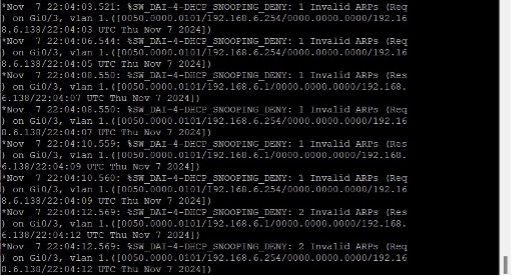 *Nov  7 22:04:03.521: %SW_DAI-4-DHCP_SNOOPING_DENY: 1 Invalid ARPs (Req
) on Gi0/3, vlan 1.([0050.0000.0101/192.168.6.254/0000.0000.0000/192.16
8.6.138/22:04:03 UTC Thu Nov 7 2024])
*Nov  7 22:04:06.544: %SW_DAI-4-DHCP_SNOOPING_DENY: 1 Invalid ARPs (Req
) on Gi0/3, vlan 1.([0050.0000.0101/192.168.6.254/0000.0000.0000/192.16
8.6.138/22:04:05 UTC Thu Nov 7 2024])
*Nov  7 22:04:08.550: %SW_DAI-4-DHCP_SNOOPING_DENY: 1 Invalid ARPs (Res
) on Gi0/3, vlan 1.([0050.0000.0101/192.168.6.1/0000.0000.0000/192.168.
6.138/22:04:07 UTC Thu Nov 7 2024])
*Nov  7 22:04:08.550: %SW_DAI-4-DHCP_SNOOPING_DENY: 1 Invalid ARPs (Req
) on Gi0/3, vlan 1.([0050.0000.0101/192.168.6.254/0000.0000.0000/192.16
8.6.138/22:04:07 UTC Thu Nov 7 2024])
*Nov  7 22:04:10.559: %SW_DAI-4-DHCP_SNOOPING_DENY: 1 Invalid ARPs (Res
) on Gi0/3, vlan 1.([0050.0000.0101/192.168.6.1/0000.0000.0000/192.168.
6.138/22:04:09 UTC Thu Nov 7 2024])
*Nov  7 22:04:10.560: %SW_DAI-4-DHCP_SNOOPING_DENY: 1 Invalid ARPs (Req
) on Gi0/3, vlan 1.([0050.0000.0101/192.168.6.254/0000.0000.0000/192.16
8.6.138/22:04:09 UTC Thu Nov 7 2024])
*Nov  7 22:04:12.569: %SW_DAI-4-DHCP_SNOOPING_DENY: 2 Invalid ARPs (Res
) on Gi0/3, vlan 1.([0050.0000.0101/192.168.6.1/0000.0000.0000/192.168.
6.138/22:04:12 UTC Thu Nov 7 2024])
*Nov  7 22:04:12.569: %SW_DAI-4-DHCP_SNOOPING_DENY: 2 Invalid ARPs (Req
) on Gi0/3, vlan 1.([0050.0000.0101/192.168.6.254/0000.0000.0000/192.16
8.6.138/22:04:12 UTC Thu Nov 7 2024])